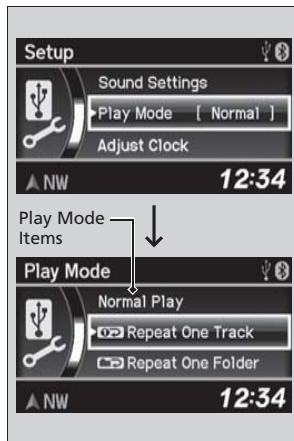 Setup
Sound Settings
Play Mode [ Normal ]
Adjust Clock
NW 12:34
Play Mode
Items
Play Mode
Normal Play
Repeat One Track
Repeat One Folder
NW 12:34